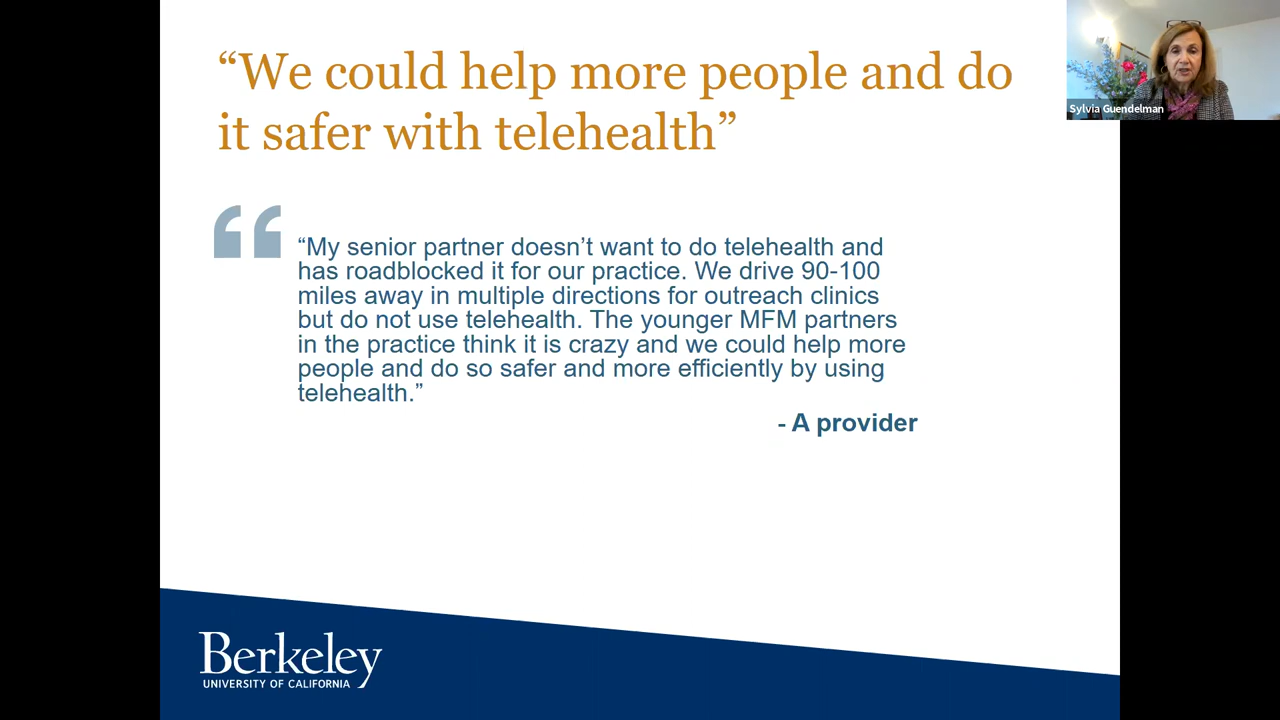 “We could help more people and do
it safer with telehealth”
Sylvia Guendelman
“My senior partner doesn’t want to do telehealth and
has roadblocked it for our practice. We drive 90-100
miles away in multiple directions for outreach clinics
but do not use telehealth. The younger MFM partners
in the practice think it is crazy and we could help more
people and do so safer and more efficiently by using
telehealth.”
- A provider
Berkeley
UNIVERSITY OF CALIFORNIA